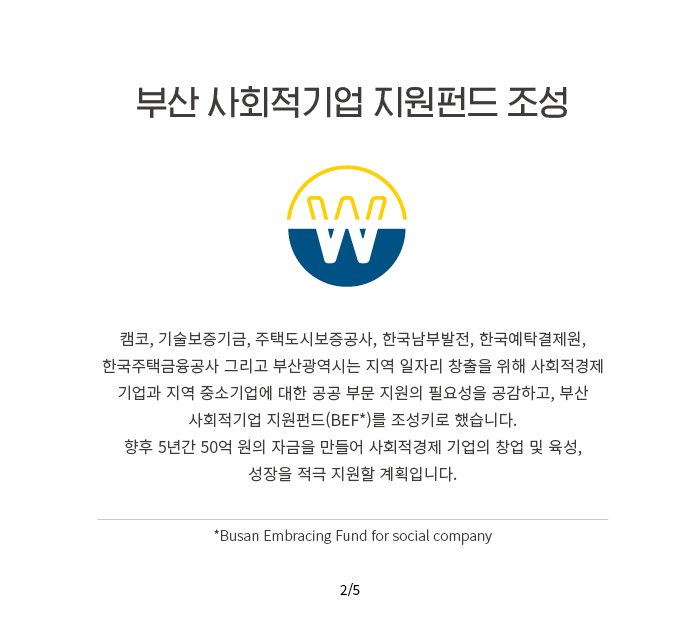 부산 사회적기업 지원펀드 조성
W
캠코, 기술보증기금, 주택도시보증공사, 한국남부발전, 한국예탁결제원,
한국주택금융공사 그리고 부산광역시는 지역 일자리 창출을 위해 사회적경제
기업과 지역 중소기업에 대한 공공 부문 지원의 필요성을 공감하고, 부산
사회적기업 지원펀드(BEF*)를 조성키로 했습니다.
향후 5년간 50억 원의 자금을 만들어 사회적경제 기업의 창업 및 육성,
성장을 적극 지원할 계획입니다.
*Busan Embracing Fund for social company
2/5